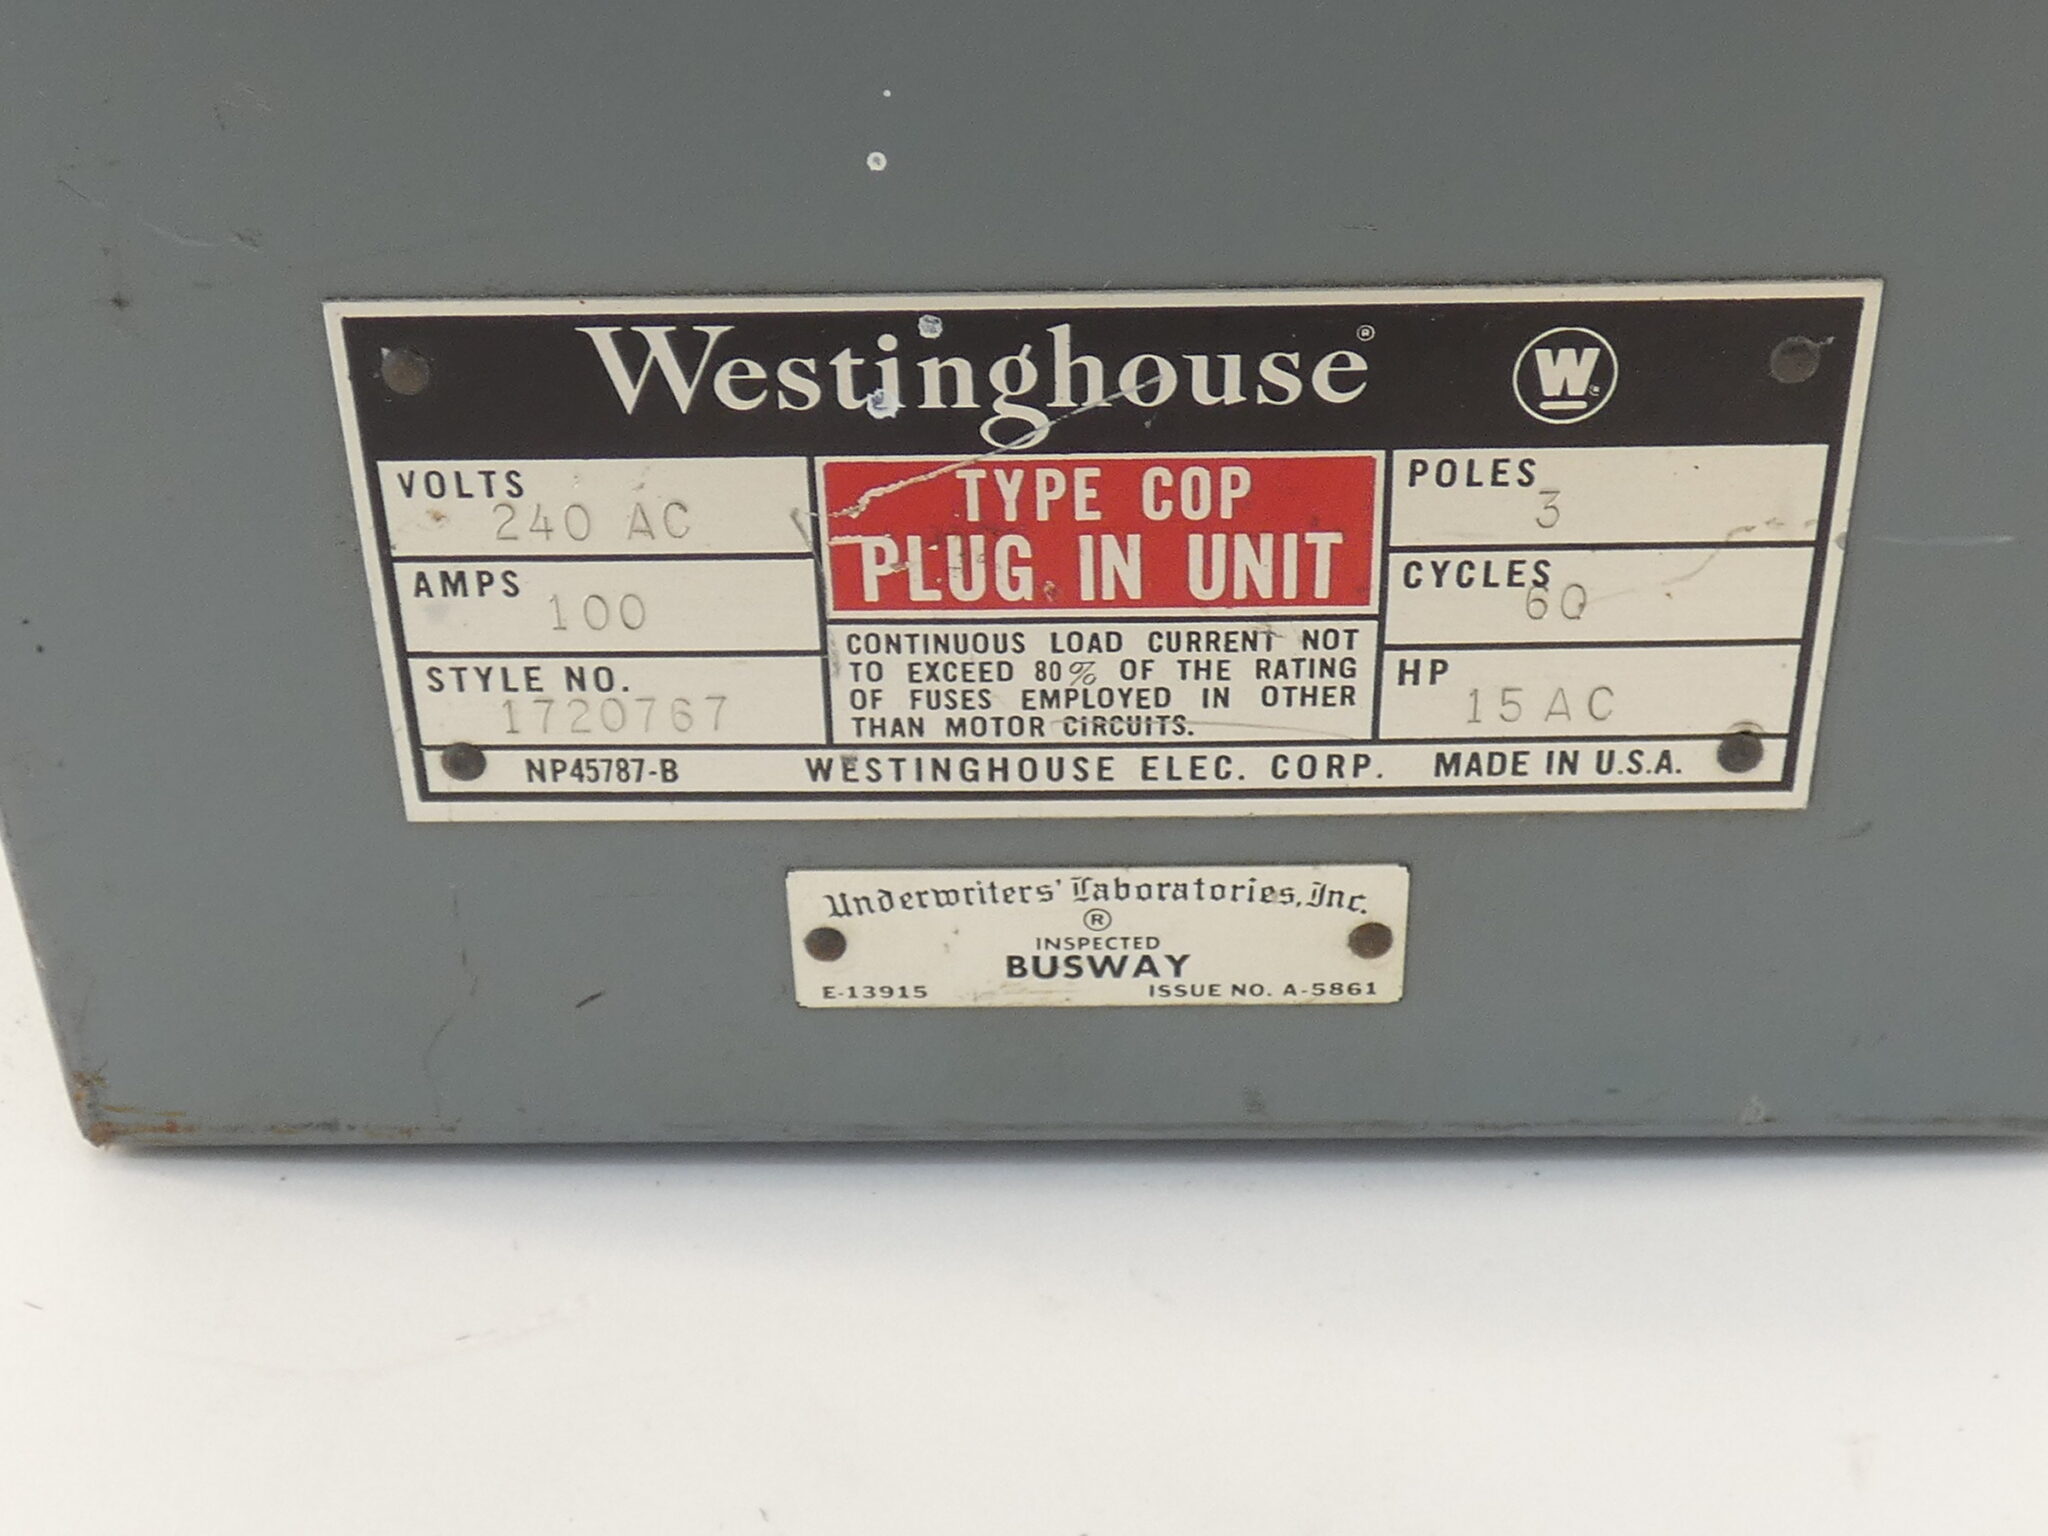 Westinghouse®
W
VOLTS
240 AC
AMPS
100
STYLE NO.
1720767
TYPE COP
PLUG IN UNIT
CONTINUOUS LOAD CURRENT NOT
TO EXCEED 80% OF THE RATING
OF FUSES EMPLOYED IN OTHER
THAN MOTOR CIRCUITS.
POLES
3
CYCLES
60
HP
15 AC
NP45787-B WESTINGHOUSE ELEC. CORP. MADE IN U.S.A.
Underwriters' Laboratories, Inc.
®
INSPECTED
BUSWAY
E-13915 ISSUE NO. A-5861